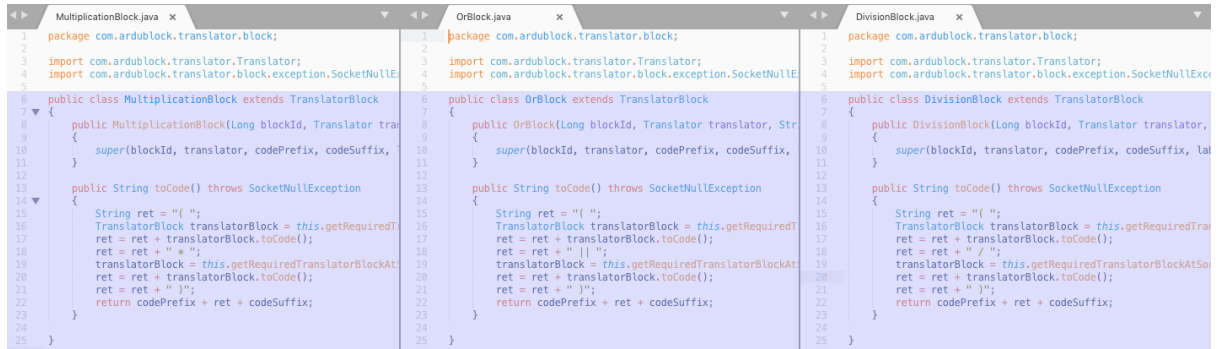 MultiplicationBlock.java ×
1 package com.ardublock.translator.block;
2
3 import com.ardublock.translator.Translator;
4 import com.ardublock.translator.block.exception.SocketNullEx
5
6 public class MultiplicationBlock extends TranslatorBlock
7 {
8 public MultiplicationBlock(Long blockId, Translator tran
9 {
10 super(blockId, translator, codePrefix, codeSuffix,
11 }
12
13 public String toCode() throws SocketNullException
14 {
15 String ret = "( ";
16 TranslatorBlock translatorBlock = this.getRequiredTr
17 ret = ret + translatorBlock.toCode();
18 ret = ret + " * ";
19 translatorBlock = this.getRequiredTranslatorBlockAtS
20 ret = ret + translatorBlock.toCode();
21 ret = ret + " )";
22 return codePrefix + ret + codeSuffix;
23 }
24
25 }
OrBlock.java ×
1 package com.ardublock.translator.block;
2
3 import com.ardublock.translator.Translator;
4 import com.ardublock.translator.block.exception.SocketNullE
5
6 public class OrBlock extends TranslatorBlock
7 {
8 public OrBlock(Long blockId, Translator translator, Str
9 {
10 super(blockId, translator, codePrefix, codeSuffix,
11 }
12
13 public String toCode() throws SocketNullException
14 {
15 String ret = "( ";
16 TranslatorBlock translatorBlock = this.getRequiredT
17 ret = ret + translatorBlock.toCode();
18 ret = ret + " || ";
19 translatorBlock = this.getRequiredTranslatorBlockAt
20 ret = ret + translatorBlock.toCode();
21 ret = ret + " )";
22 return codePrefix + ret + codeSuffix;
23 }
24
25 }
DivisionBlock.java ×
1 package com.ardublock.translator.block;
2
3 import com.ardublock.translator.Translator;
4 import com.ardublock.translator.block.exception.SocketNullExce
5
6 public class DivisionBlock extends TranslatorBlock
7 {
8 public DivisionBlock(Long blockId, Translator translator,
9 {
10 super(blockId, translator, codePrefix, codeSuffix, lab
11 }
12
13 public String toCode() throws SocketNullException
14 {
15 String ret = "( ";
16 TranslatorBlock translatorBlock = this.getRequiredTran
17 ret = ret + translatorBlock.toCode();
18 ret = ret + " / ";
19 translatorBlock = this.getRequiredTranslatorBlockAtSoc
20 ret = ret + translatorBlock.toCode();
21 ret = ret + " )";
22 return codePrefix + ret + codeSuffix;
23 }
24
25 }